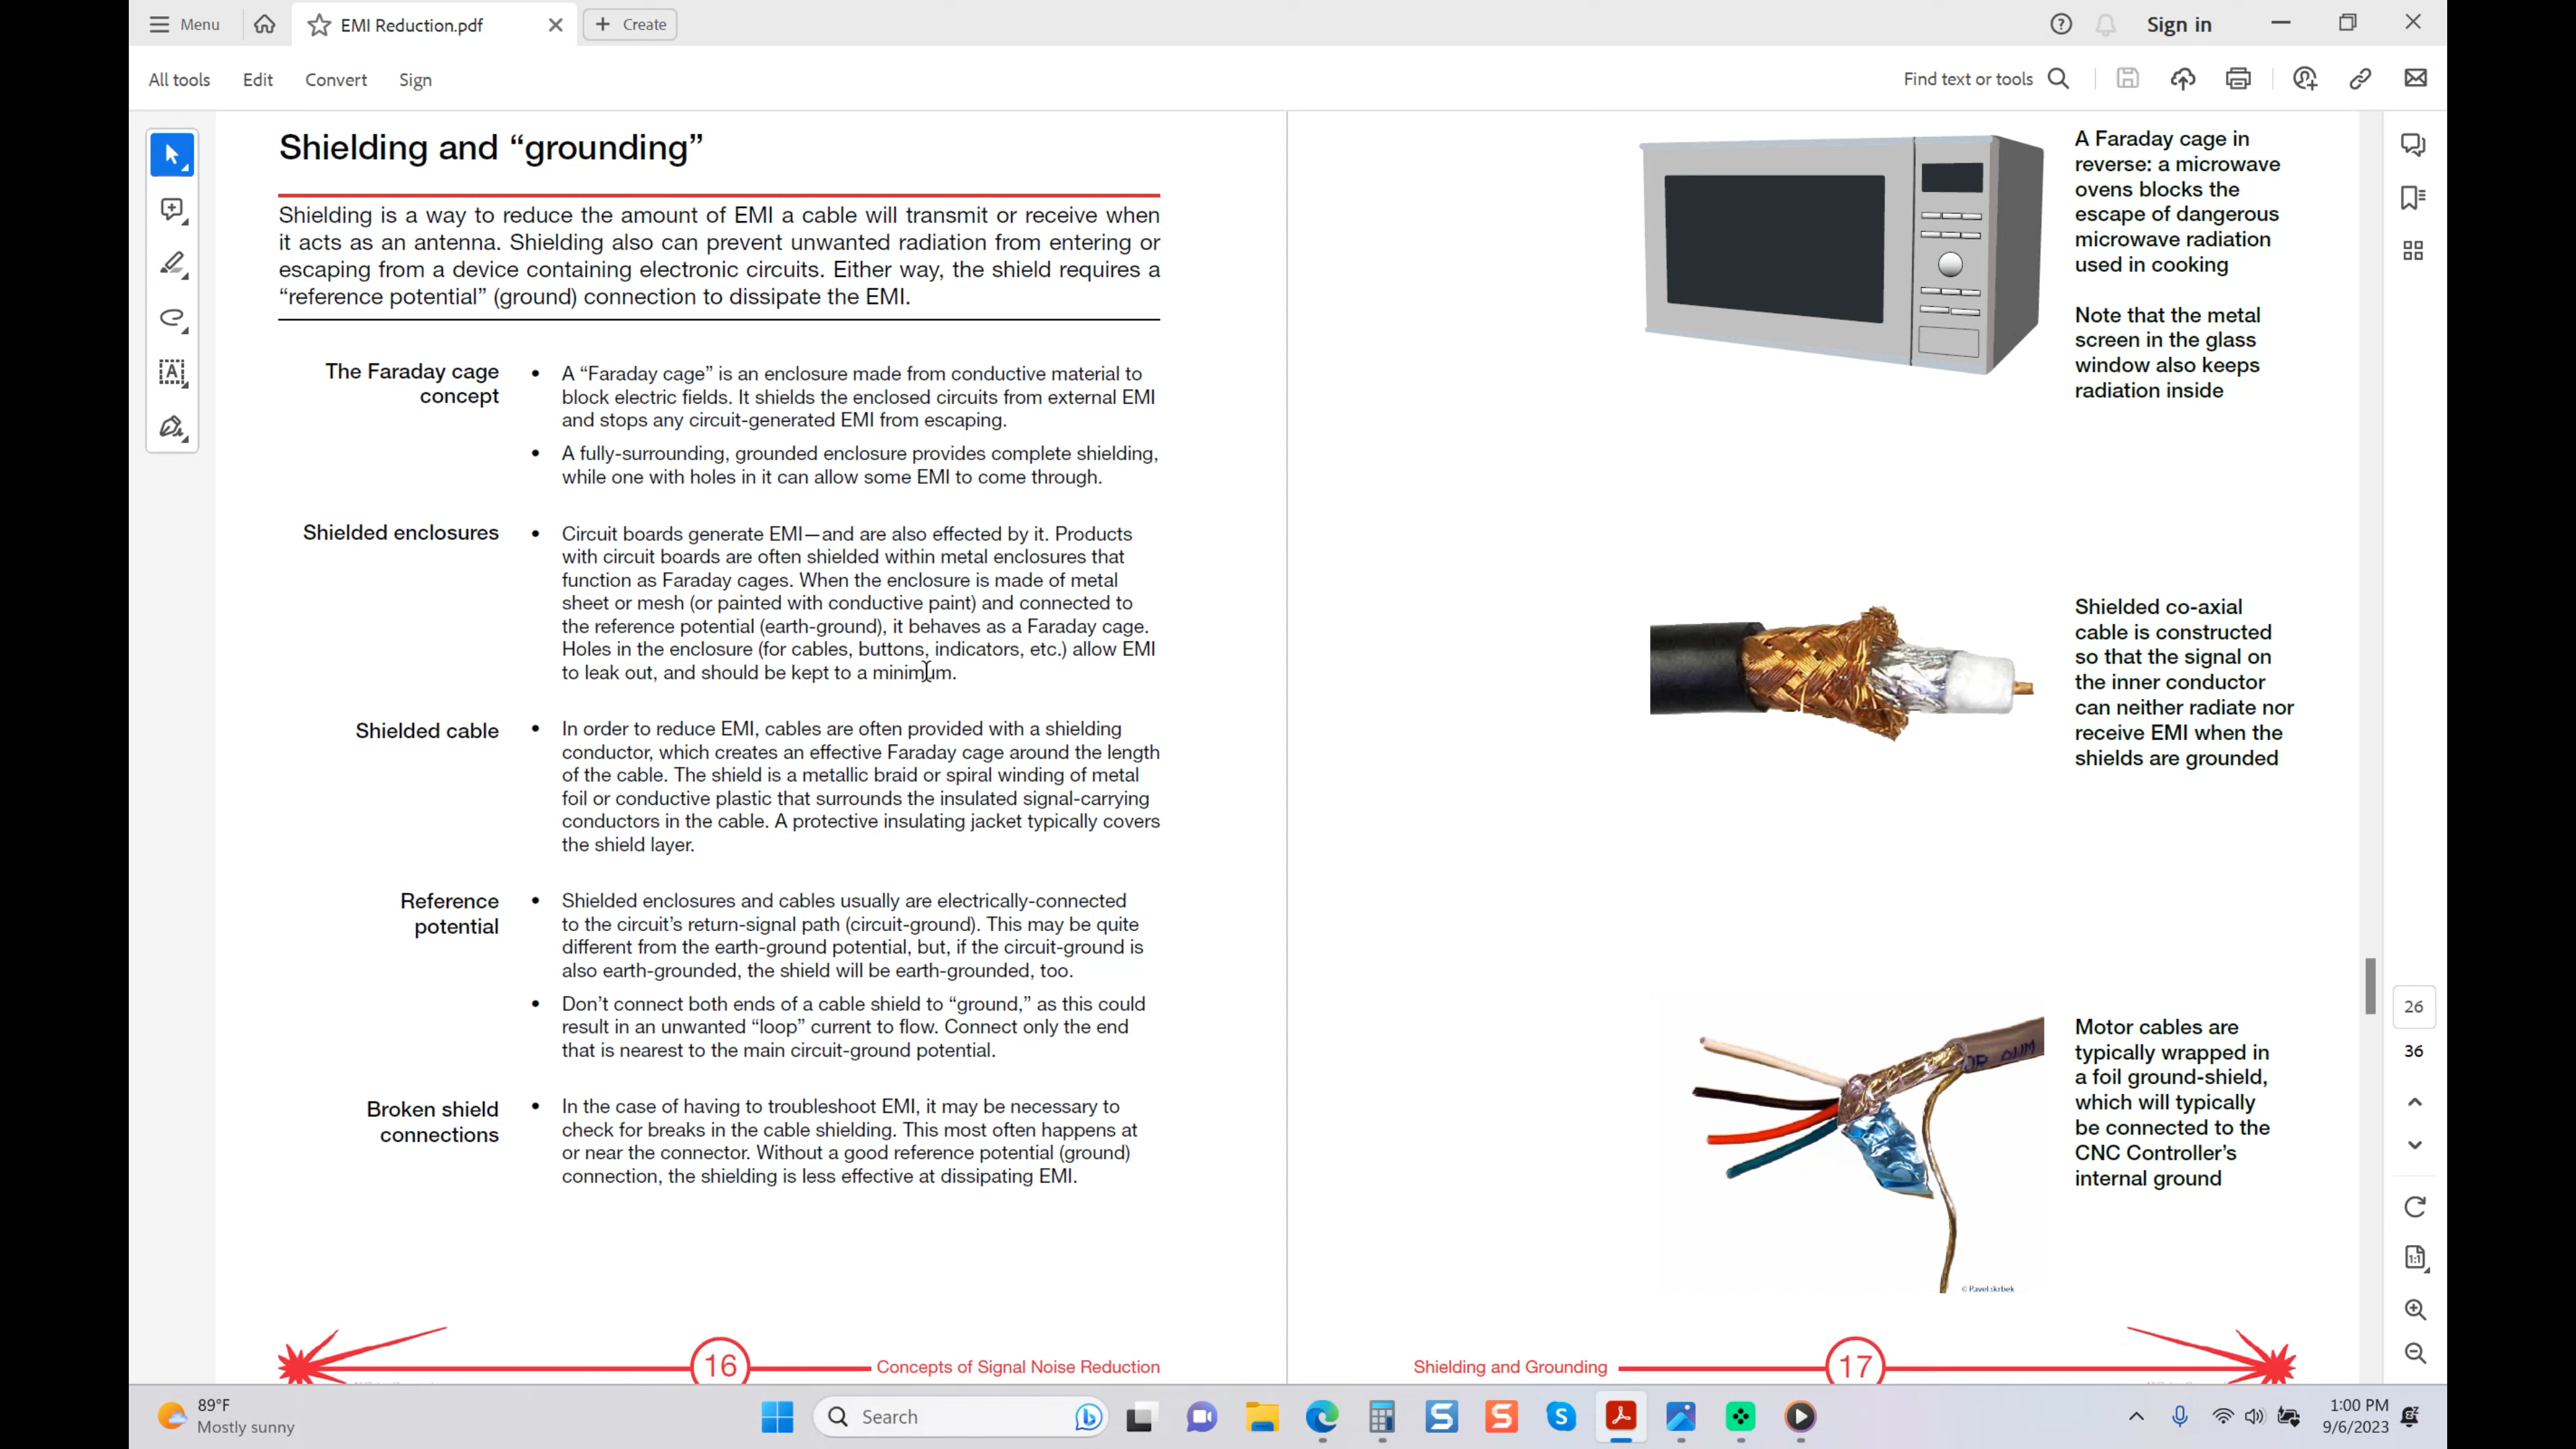 Menu
EMI Reduction.pdf
Create
Sign in
All tools
Edit
Convert
Sign
Find text or tools
Shielding and “grounding”
Shielding is a way to reduce the amount of EMI a cable will transmit or receive when
it acts as an antenna. Shielding also can prevent unwanted radiation from entering or
escaping from a device containing electronic circuits. Either way, the shield requires a
“reference potential” (ground) connection to dissipate the EMI.
The Faraday cage
concept
• A “Faraday cage” is an enclosure made from conductive material to
block electric fields. It shields the enclosed circuits from external EMI
and stops any circuit-generated EMI from escaping.
• A fully-surrounding, grounded enclosure provides complete shielding,
while one with holes in it can allow some EMI to come through.
Shielded enclosures
• Circuit boards generate EMI—and are also effected by it. Products
with circuit boards are often shielded within metal enclosures that
function as Faraday cages. When the enclosure is made of metal
sheet or mesh (or painted with conductive paint) and connected to
the reference potential (earth-ground), it behaves as a Faraday cage.
Holes in the enclosure (for cables, buttons, indicators, etc.) allow EMI
to leak out, and should be kept to a minimum.
Shielded cable
• In order to reduce EMI, cables are often provided with a shielding
conductor, which creates an effective Faraday cage around the length
of the cable. The shield is a metallic braid or spiral winding of metal
foil or conductive plastic that surrounds the insulated signal-carrying
conductors in the cable. A protective insulating jacket typically covers
the shield layer.
Reference
potential
• Shielded enclosures and cables usually are electrically-connected
to the circuit’s return-signal path (circuit-ground). This may be quite
different from the earth-ground potential, but, if the circuit-ground is
also earth-grounded, the shield will be earth-grounded, too.
• Don’t connect both ends of a cable shield to “ground,” as this could
result in an unwanted “loop” current to flow. Connect only the end
that is nearest to the main circuit-ground potential.
Broken shield
connections
• In the case of having to troubleshoot EMI, it may be necessary to
check for breaks in the cable shielding. This most often happens at
or near the connector. Without a good reference potential (ground)
connection, the shielding is less effective at dissipating EMI.
16
Concepts of Signal Noise Reduction
A Faraday cage in
reverse: a microwave
ovens blocks the
escape of dangerous
microwave radiation
used in cooking
Note that the metal
screen in the glass
window also keeps
radiation inside
Shielded co-axial
cable is constructed
so that the signal on
the inner conductor
can neither radiate nor
receive EMI when the
shields are grounded
Motor cables are
typically wrapped in
a foil ground-shield,
which will typically
be connected to the
CNC Controller’s
internal ground
© Pavel.skrbek
Shielding and Grounding
17
26
36
1:1
89°F
Mostly sunny
Search
1:00 PM
9/6/2023